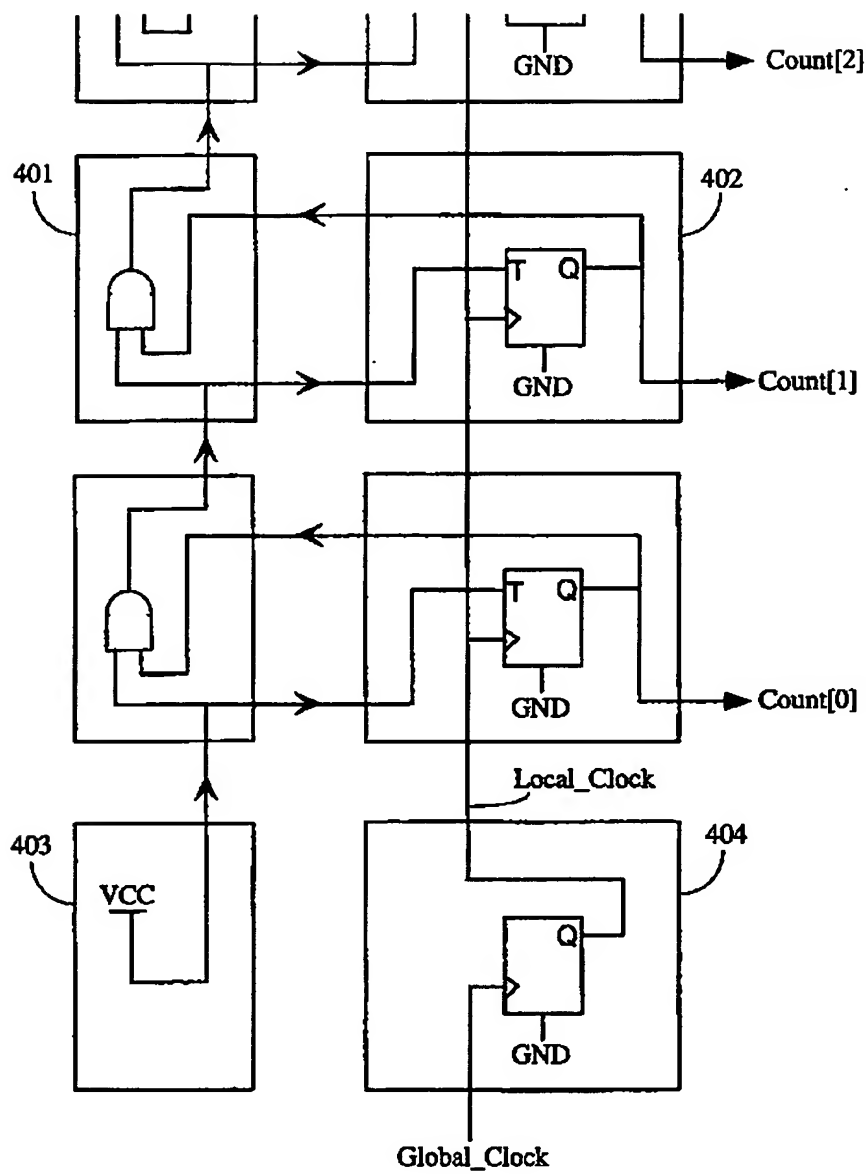 GND
Count[2]
401
402
T Q
GND
Count[1]
T Q
GND
Count[0]
Local_Clock
403
404
VCC
Q
GND
Global_Clock